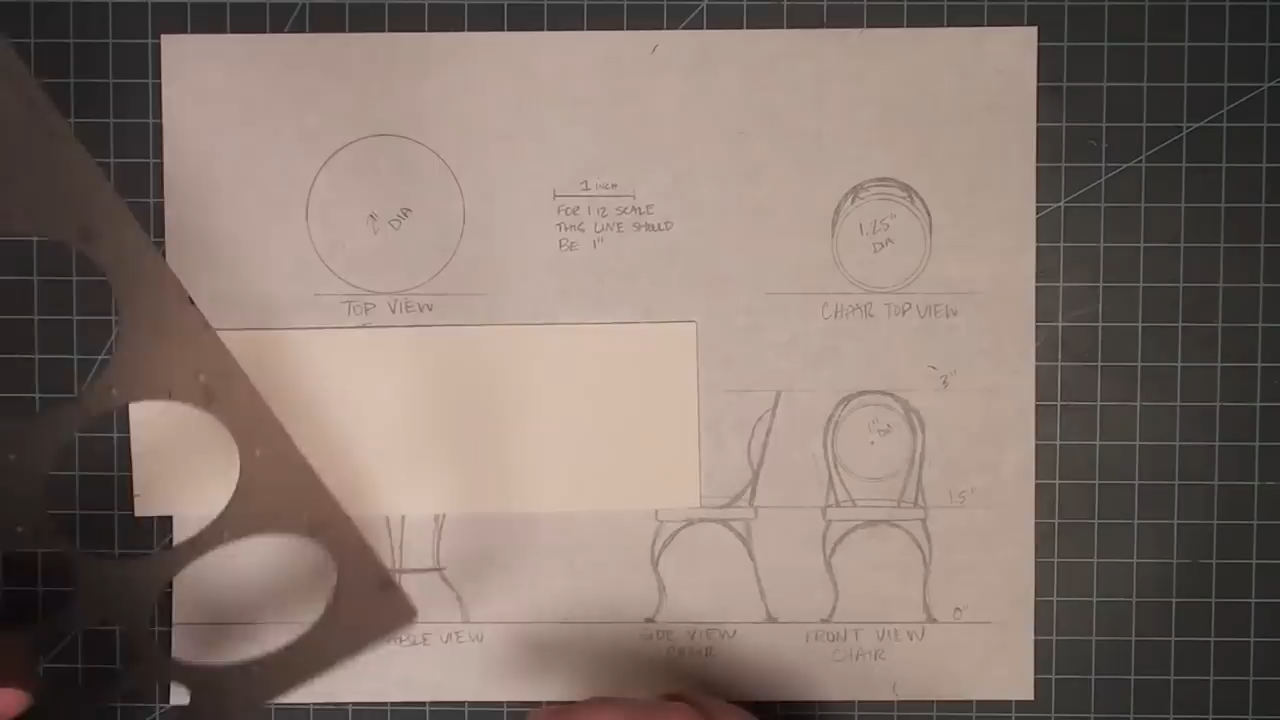 1 INCH
FOR 1:12 SCALE
THIS LINE SHOULD
BE 1"
2"
DIA
TOP VIEW
1.25"
DIA
CHAIR TOP VIEW
3"
1"
1.5"
0"
VIEW
SIDE VIEW
CHAIR
FRONT VIEW
CHAIR